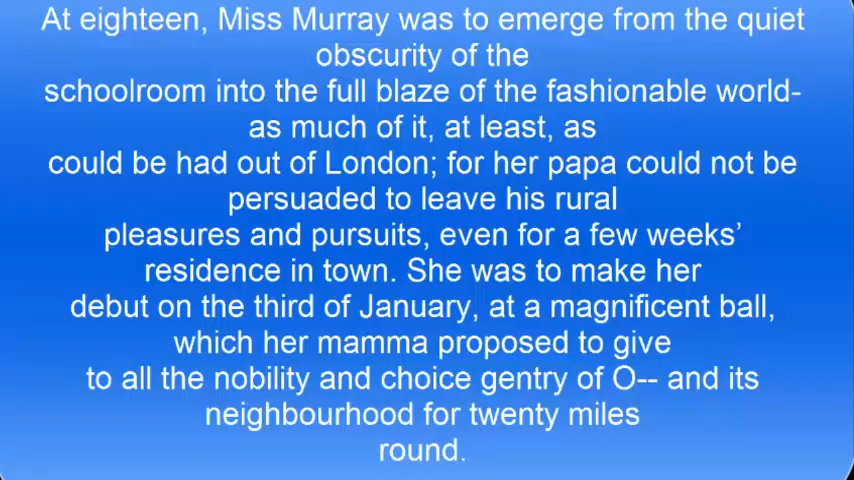 At eighteen, Miss Murray was to emerge from the quiet
obscurity of the
schoolroom into the full blaze of the fashionable world-
as much of it, at least, as
could be had out of London; for her papa could not be
persuaded to leave his rural
pleasures and pursuits, even for a few weeks’
residence in town. She was to make her
debut on the third of January, at a magnificent ball,
which her mamma proposed to give
to all the nobility and choice gentry of O-- and its
neighbourhood for twenty miles
round.